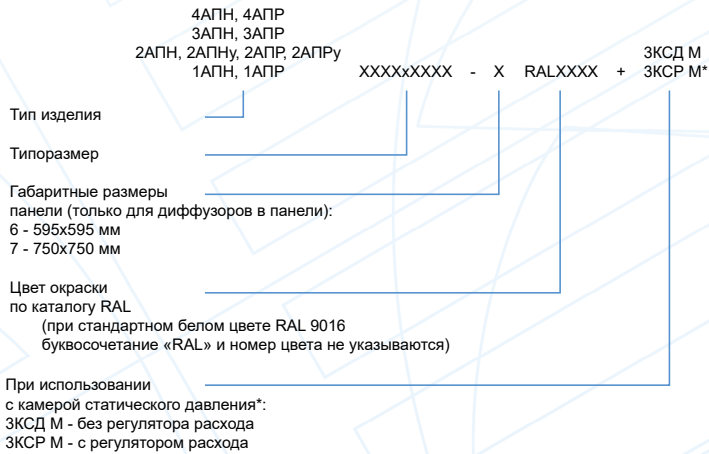 4АПН, 4АПР
3АПН, 3АПР
2АПН, 2АПНу, 2АПР, 2АПРу
1АПН, 1АПР XXXXxXXXX - X RALXXXX + 3КСД М
3КСР М*
Тип изделия
Типоразмер
Габаритные размеры
панели (только для диффузоров в панели):
6 - 595х595 мм
7 - 750х750 мм
Цвет окраски
по каталогу RAL
(при стандартном белом цвете RAL 9016
буквосочетание «RAL» и номер цвета не указываются)
При использовании
с камерой статического давления*:
3КСД М - без регулятора расхода
3КСР М - с регулятором расхода